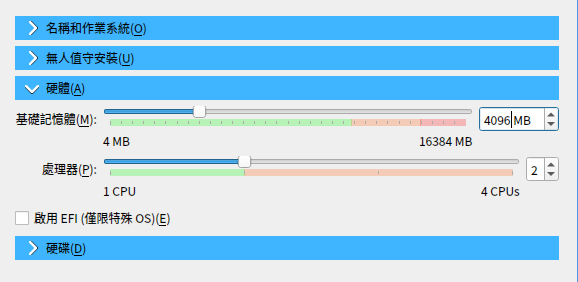 名稱和作業系統(O)
無人值守安裝(U)
硬體(A)
基礎記憶體(M): 4096 MB
4 MB 16384 MB
處理器(P): 2
1 CPU 4 CPUs
啟用 EFI (僅限特殊 OS)(E)
硬碟(D)